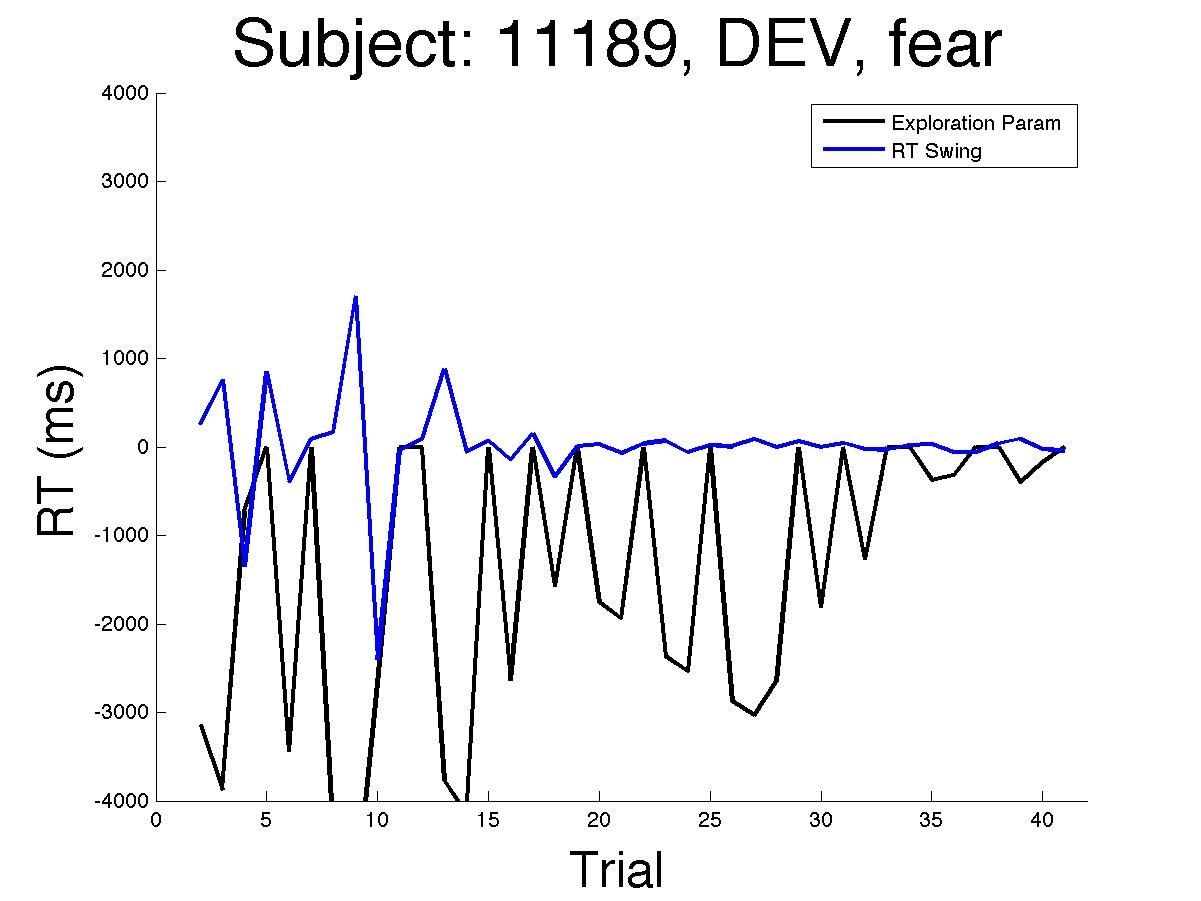 Subject: 11189, DEV, fear
4000
3000
2000
1000
0
-1000
-2000
-3000
-4000
RT (ms)
Exploration Param
RT Swing
0 5 10 15 20 25 30 35 40
Trial